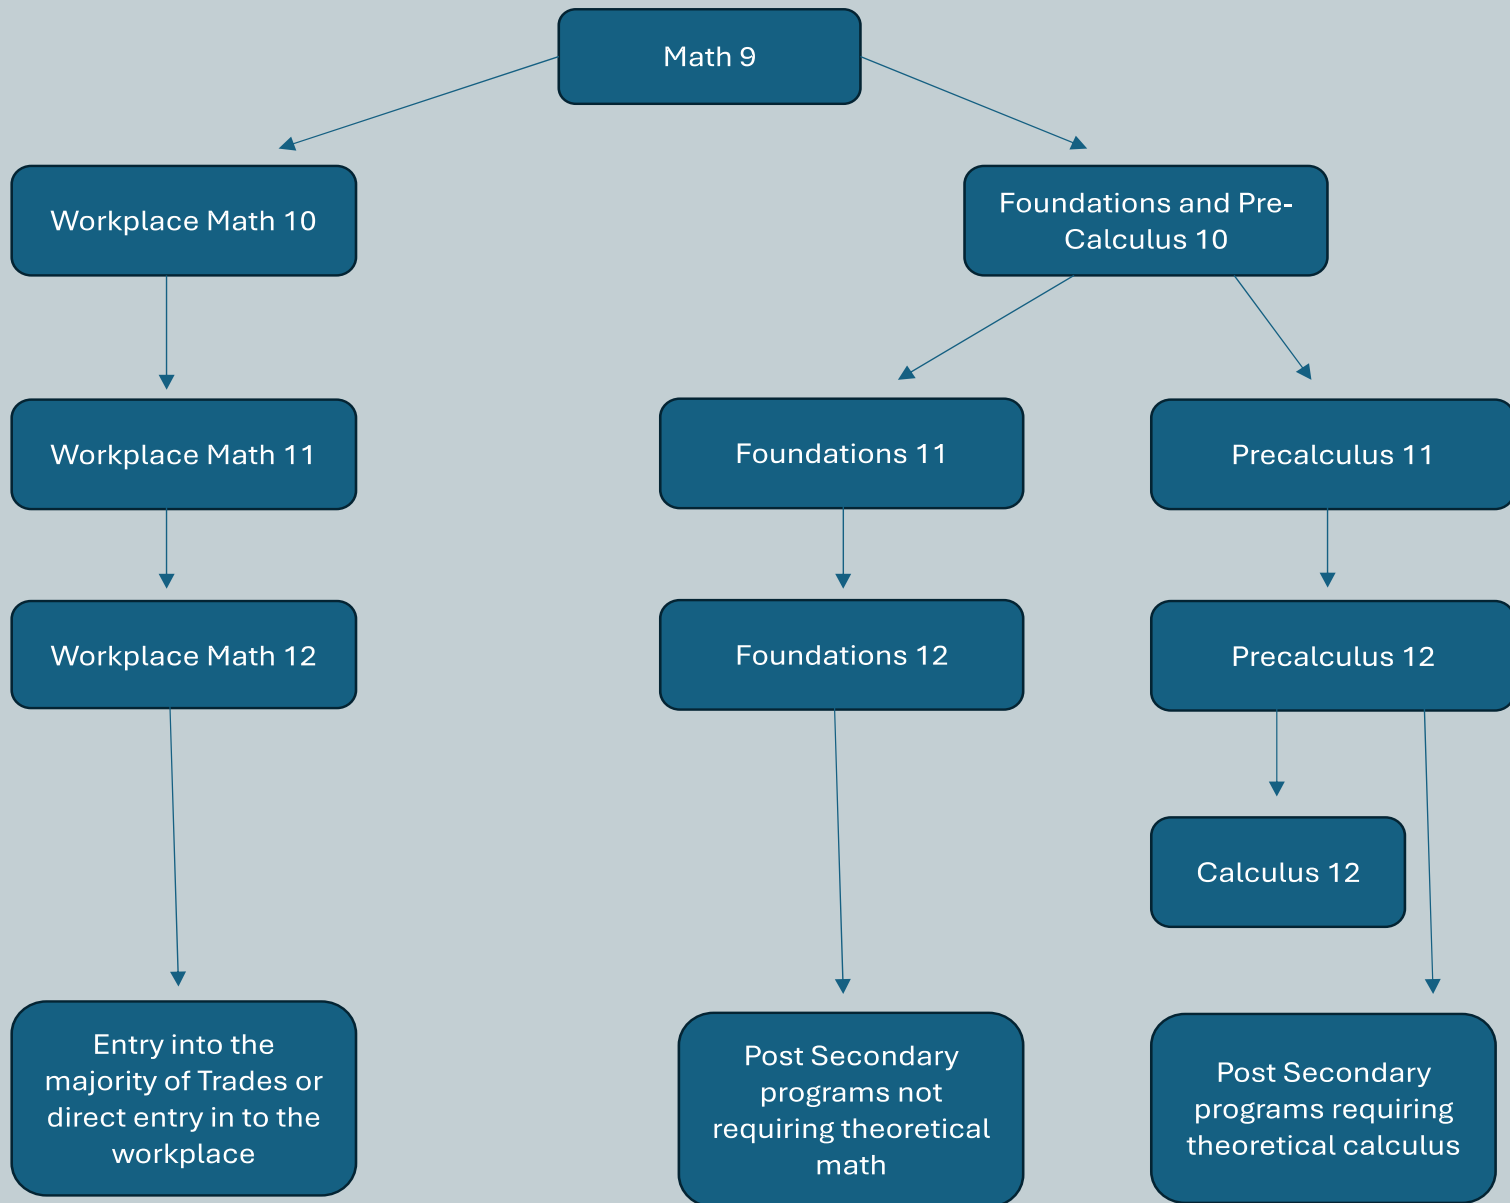 Math 9
Workplace Math 10
Foundations and Pre-
Calculus 10
Workplace Math 11
Foundations 11
Precalculus 11
Workplace Math 12
Foundations 12
Precalculus 12
Calculus 12
Entry into the
majority of Trades or
direct entry in to the
workplace
Post Secondary
programs not
requiring theoretical
math
Post Secondary
programs requiring
theoretical calculus